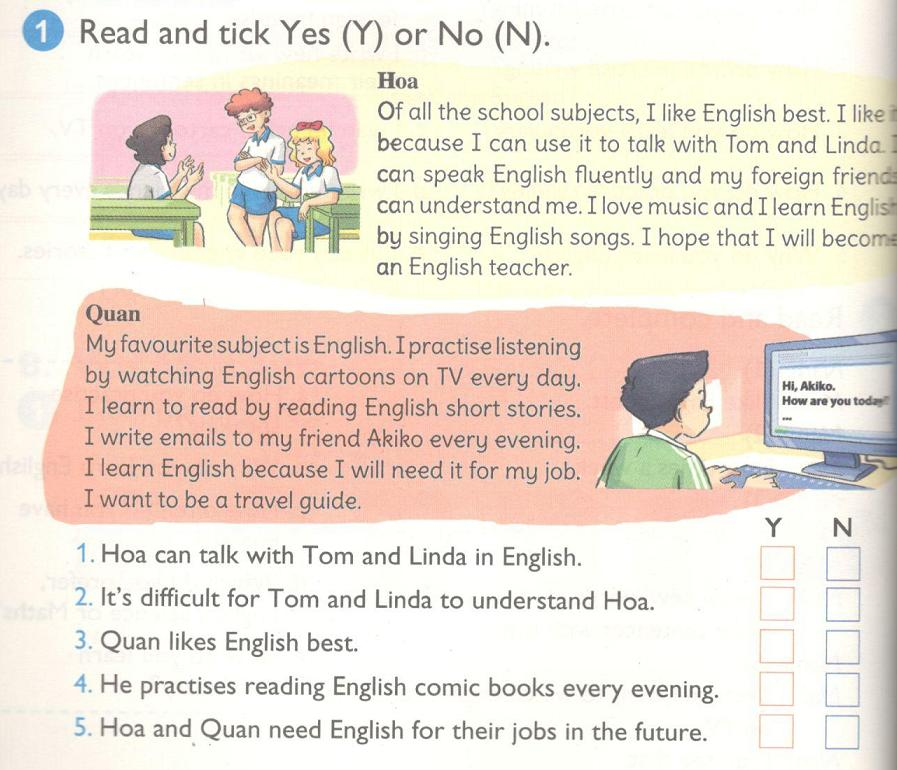 1 Read and tick Yes (Y) or No (N).
Hoa
Of all the school subjects, I like English best. I like it
because I can use it to talk with Tom and Linda. I
can speak English fluently and my foreign friends
can understand me. I love music and I learn English
by singing English songs. I hope that I will become
an English teacher.
Quan
My favourite subject is English. I practise listening
by watching English cartoons on TV every day.
I learn to read by reading English short stories.
I write emails to my friend Akiko every evening.
I learn English because I will need it for my job.
I want to be a travel guide.
Hi, Akiko.
How are you today?
...
Y N
1. Hoa can talk with Tom and Linda in English.
2. It's difficult for Tom and Linda to understand Hoa.
3. Quan likes English best.
4. He practises reading English comic books every evening.
5. Hoa and Quan need English for their jobs in the future.